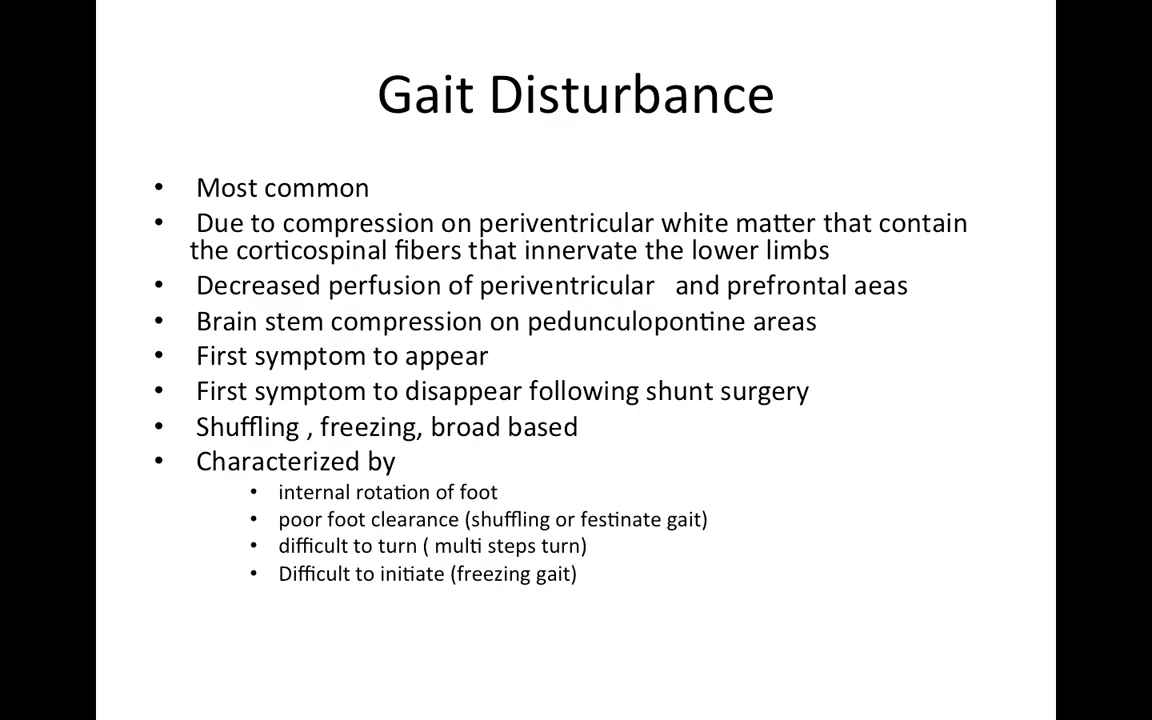 Gait Disturbance
• Most common
• Due to compression on periventricular white matter that contain
the corticospinal fibers that innervate the lower limbs
• Decreased perfusion of periventricular   and prefrontal aeas
• Brain stem compression on pedunculopontine areas
• First symptom to appear
• First symptom to disappear following shunt surgery
• Shuffling , freezing, broad based
• Characterized by
• internal rotation of foot
• poor foot clearance (shuffling or festinate gait)
• difficult to turn ( multi steps turn)
• Difficult to initiate (freezing gait)